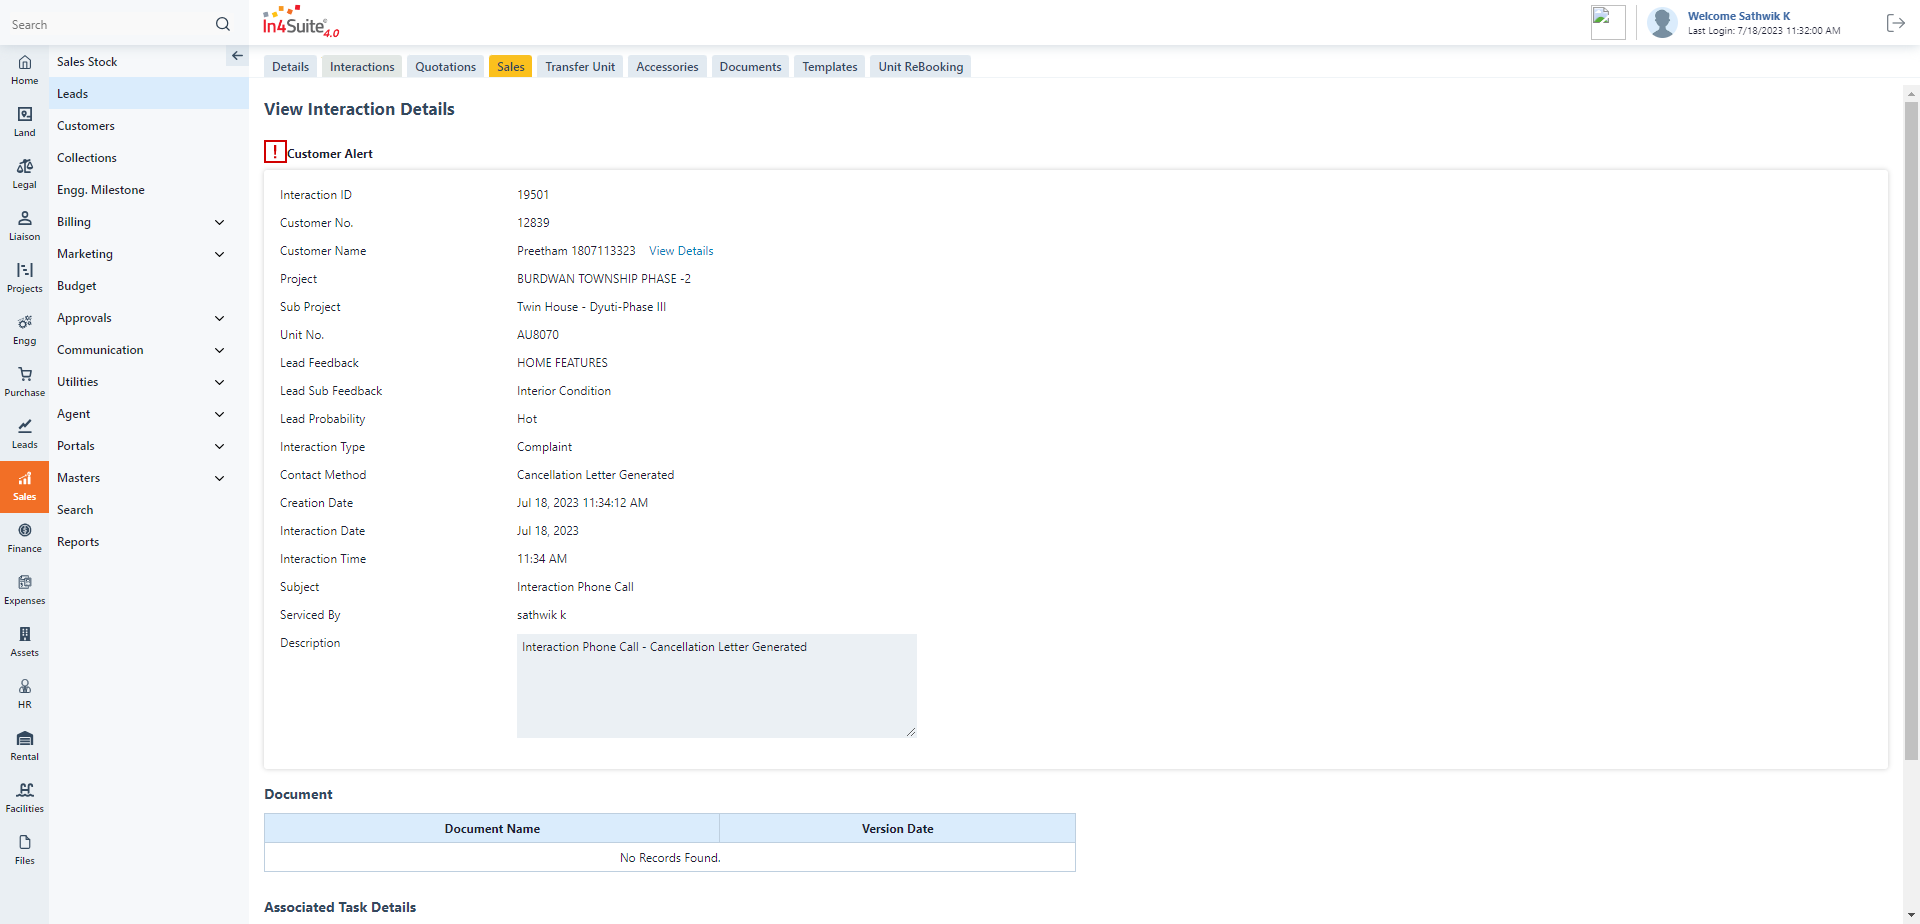 Search
In4Suite® 4.0
Welcome Sathwik K
Last Login: 7/18/2023 11:32:00 AM
Home
Land
Legal
Liaison
Projects
Engg
Purchase
Leads
Sales
Finance
Expenses
Assets
HR
Rental
Facilities
Files
Sales Stock
Leads
Customers
Collections
Engg. Milestone
Billing
Marketing
Budget
Approvals
Communication
Utilities
Agent
Portals
Masters
Search
Reports
Details Interactions Quotations Sales Transfer Unit Accessories Documents Templates Unit ReBooking
View Interaction Details
! Customer Alert
Interaction ID 19501
Customer No. 12839
Customer Name Preetham 1807113323 View Details
Project BURDWAN TOWNSHIP PHASE -2
Sub Project Twin House - Dyuti-Phase III
Unit No. AU8070
Lead Feedback HOME FEATURES
Lead Sub Feedback Interior Condition
Lead Probability Hot
Interaction Type Complaint
Contact Method Cancellation Letter Generated
Creation Date Jul 18, 2023 11:34:12 AM
Interaction Date Jul 18, 2023
Interaction Time 11:34 AM
Subject Interaction Phone Call
Serviced By sathwik k
Description Interaction Phone Call - Cancellation Letter Generated
Document
Document Name Version Date
No Records Found.
Associated Task Details